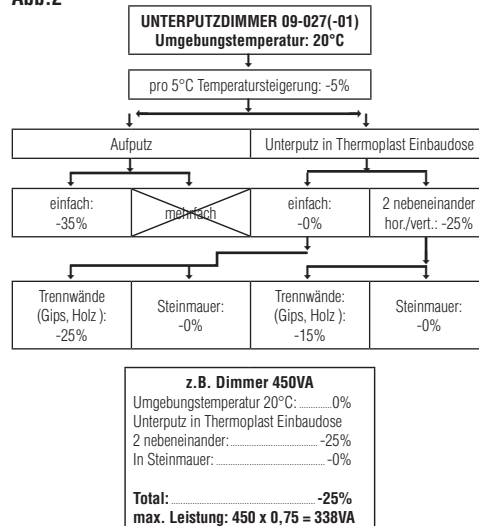 Abb.2
UNTERPUTZDIMMER 09-027(-01)
Umgebungstemperatur: 20°C
pro 5°C Temperatursteigerung: -5%
Aufputz
Unterputz in Thermoplast Einbaudose
einfach:
-35%
mehrfach
einfach:
-0%
2 nebeneinander
hor./vert.: -25%
Trennwände
(Gips, Holz ):
-25%
Steinmauer:
-0%
Trennwände:
(Gips, Holz ):
-15%
Steinmauer:
-0%
z.B. Dimmer 450VA
Umgebungstemperatur 20°C: ............0%
Unterputz in Thermoplast Einbaudose
2 nebeneinander: ............-25%
In Steinmauer: ............-0%
Total: ............-25%
max. Leistung: 450 x 0,75 = 338VA